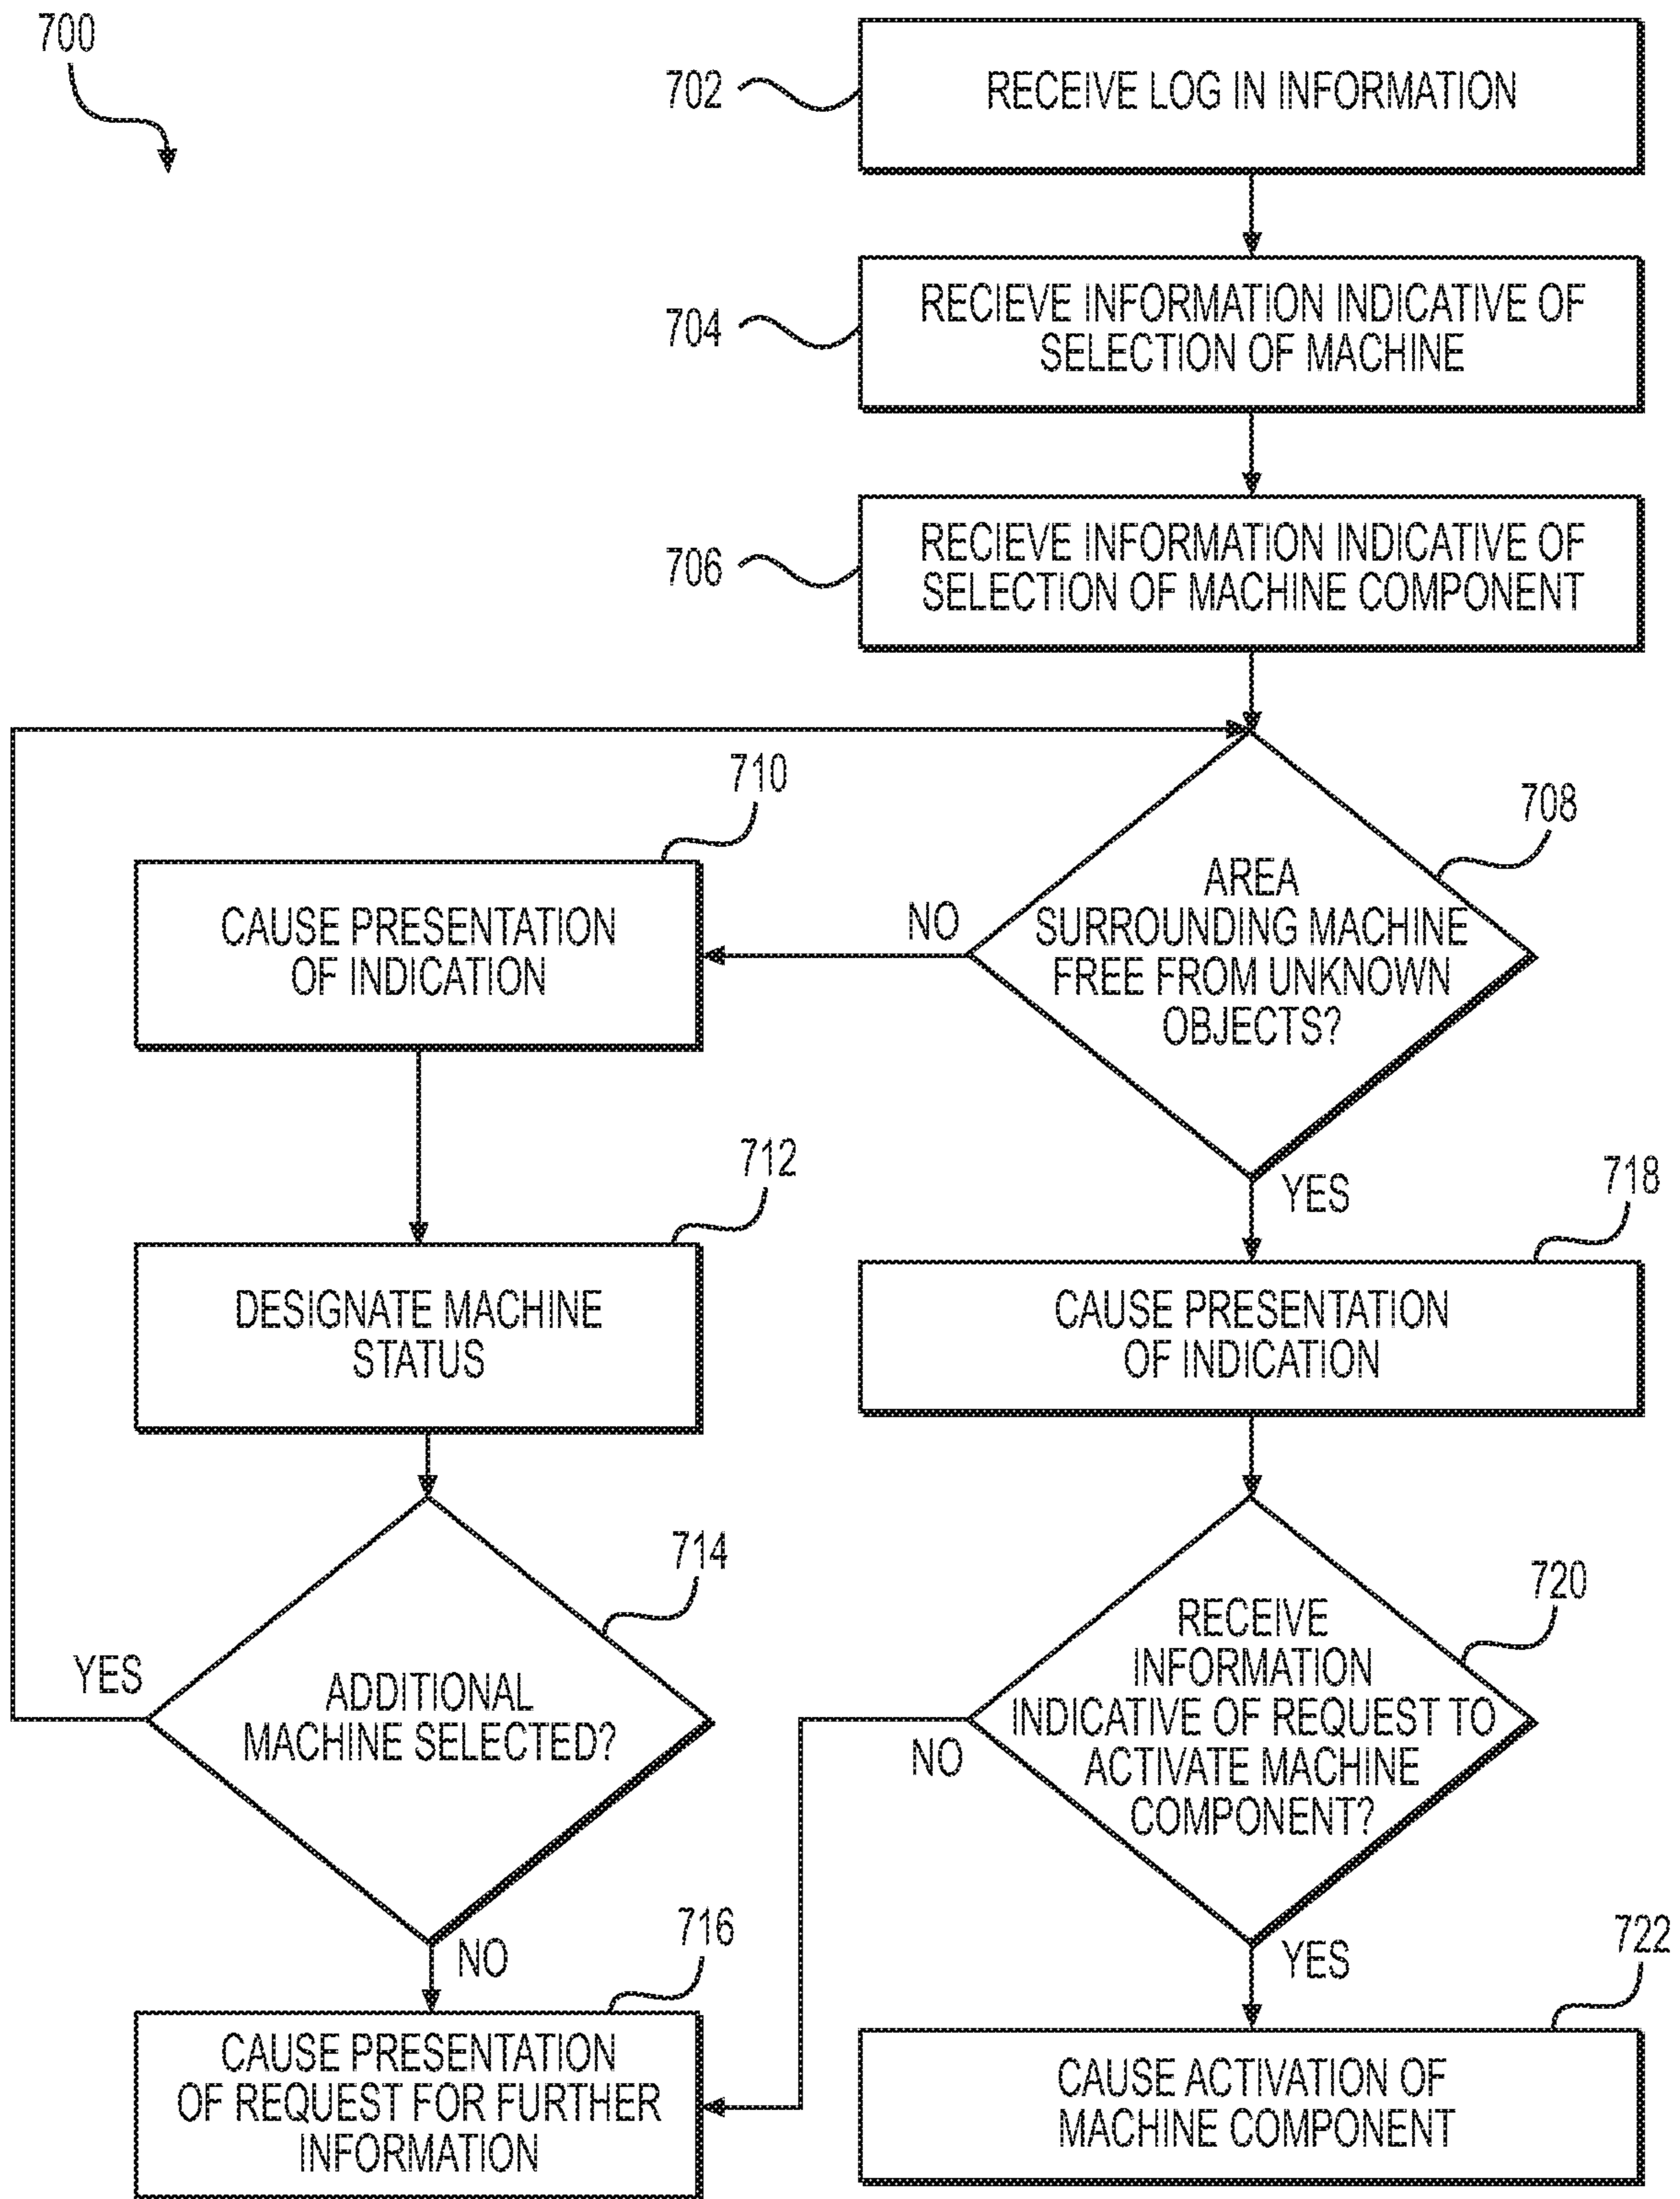 700
702
RECEIVE LOG IN INFORMATION
704
RECIEVE INFORMATION INDICATIVE OF
SELECTION OF MACHINE
706
RECIEVE INFORMATION INDICATIVE OF
SELECTION OF MACHINE COMPONENT
708
AREA
SURROUNDING MACHINE
FREE FROM UNKNOWN
OBJECTS?
NO
YES
710
CAUSE PRESENTATION
OF INDICATION
712
DESIGNATE MACHINE
STATUS
714
ADDITIONAL
MACHINE SELECTED?
YES
NO
716
CAUSE PRESENTATION
OF REQUEST FOR FURTHER
INFORMATION
718
CAUSE PRESENTATION
OF INDICATION
720
RECEIVE
INFORMATION
INDICATIVE OF REQUEST TO
ACTIVATE MACHINE
COMPONENT?
NO
YES
722
CAUSE ACTIVATION OF
MACHINE COMPONENT